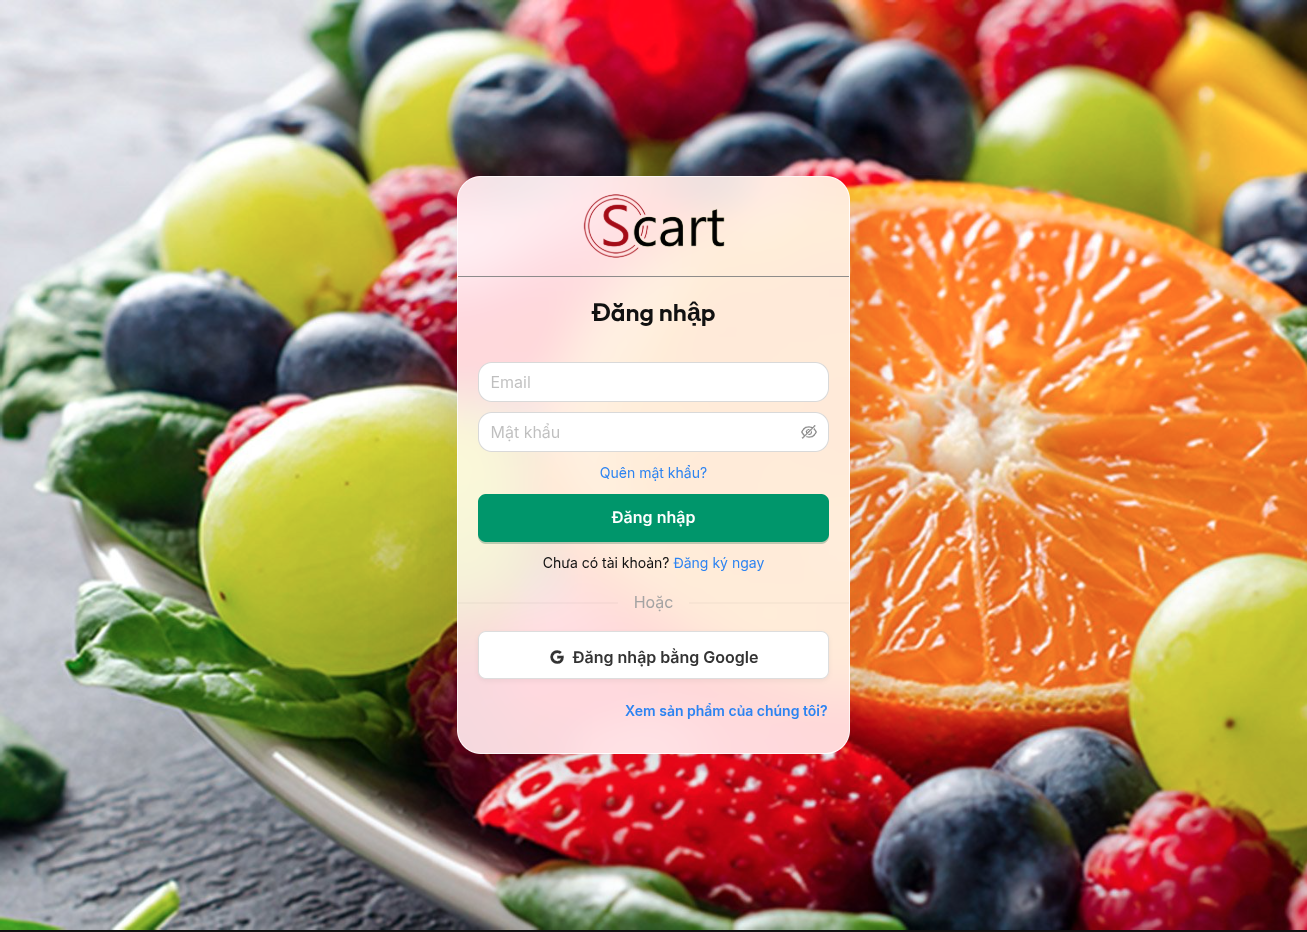 Scart
Đăng nhập
Email
Mật khẩu
Quên mật khẩu?
Đăng nhập
Chưa có tài khoản? Đăng ký ngay
Hoặc
Đăng nhập bằng Google
Xem sản phẩm của chúng tôi?